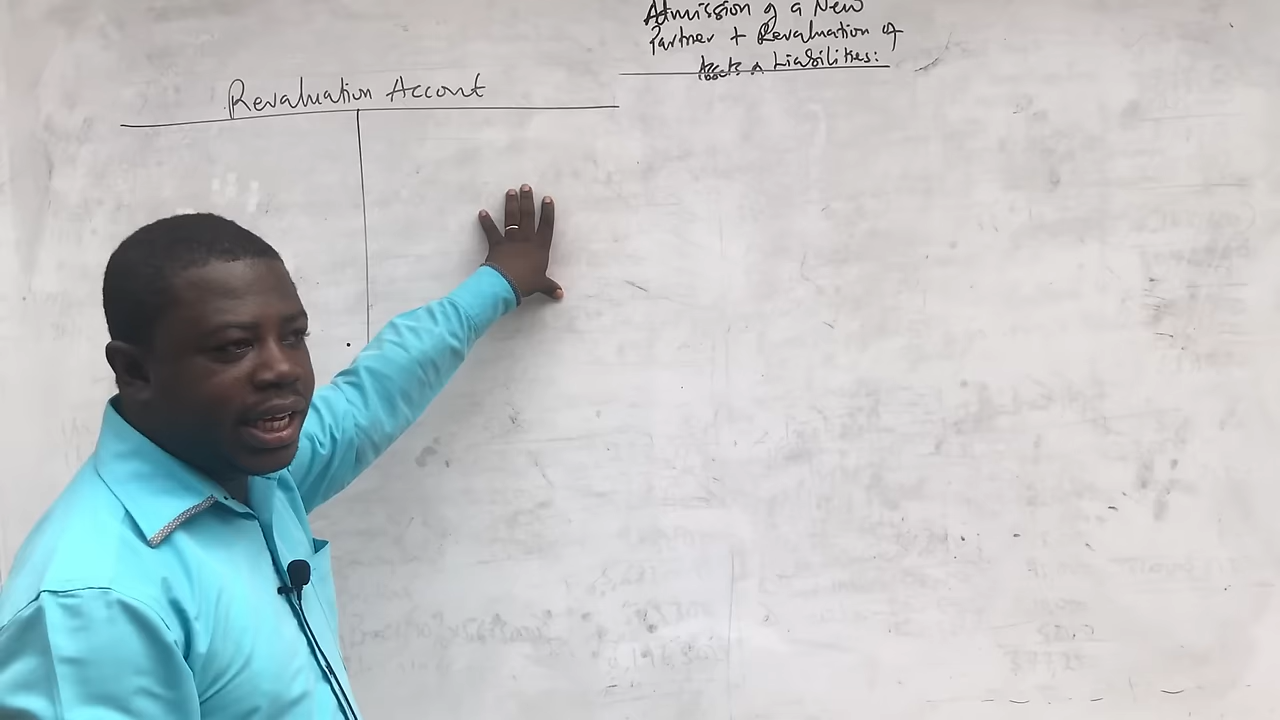 Admission of a New
Partner + Revaluation of
Assets & Liabilities:
Revaluation Account